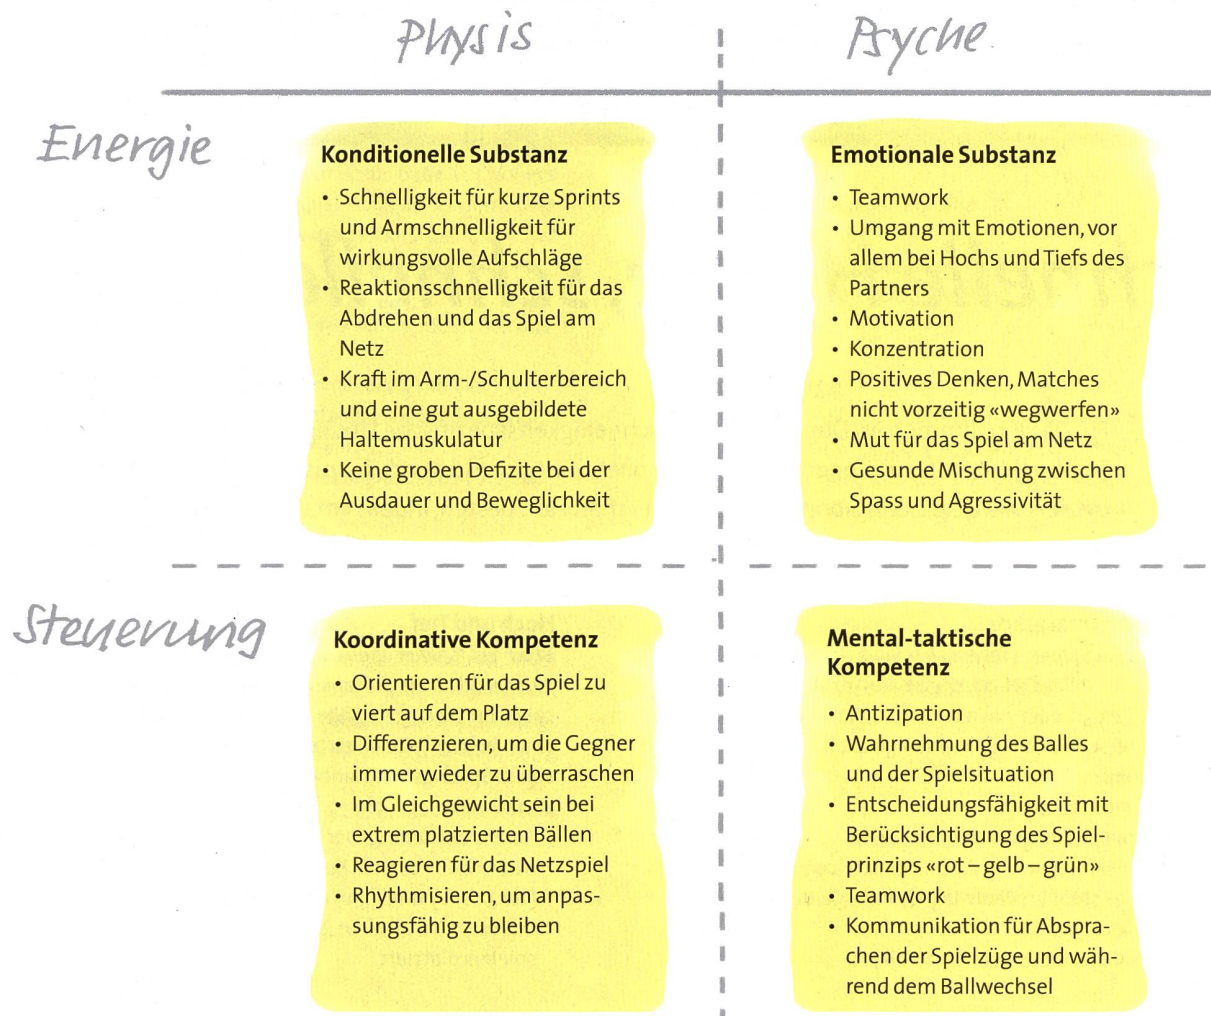 Physis
Psyche
Energie
Konditionelle Substanz
• Schnelligkeit für kurze Sprints
und Armschnelligkeit für
wirkungsvolle Aufschläge
• Reaktionsschnelligkeit für das
Abdrehen und das Spiel am
Netz
• Kraft im Arm-/Schulterbereich
und eine gut ausgebildete
Haltemuskulatur
• Keine groben Defizite bei der
Ausdauer und Beweglichkeit
Emotionale Substanz
• Teamwork
• Umgang mit Emotionen, vor
allem bei Hochs und Tiefs des
Partners
• Motivation
• Konzentration
• Positives Denken, Matches
nicht vorzeitig «wegwerfen»
• Mut für das Spiel am Netz
• Gesunde Mischung zwischen
Spass und Agressivität
Steuerung
Koordinative Kompetenz
• Orientieren für das Spiel zu
viert auf dem Platz
• Differenzieren, um die Gegner
immer wieder zu überraschen
• Im Gleichgewicht sein bei
extrem platzierten Bällen
• Reagieren für das Netzspiel
• Rhythmisieren, um anpas-
sungsfähig zu bleiben
Mental-taktische
Kompetenz
• Antizipation
• Wahrnehmung des Balles
und der Spielsituation
• Entscheidungsfähigkeit mit
Berücksichtigung des Spiel-
prinzips «rot – gelb – grün»
• Teamwork
• Kommunikation für Abspra-
chen der Spielzüge und wäh-
rend dem Ballwechsel